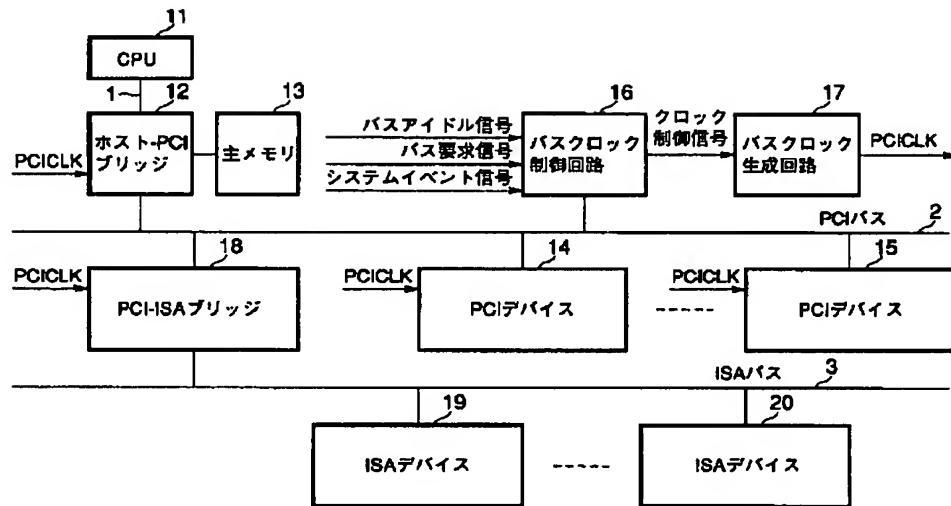 11
CPU
1
12
13
16
17
ホスト-PCI
ブリッジ
主メモリ
PCICLK
バスアイドル信号
バス要求信号
システムイベント信号
バスクロック
制御回路
クロック
制御信号
バスクロック
生成回路
PCICLK
PCIバス
2
18
14
15
PCICLK
PCI-ISAブリッジ
PCICLK
PCIデバイス
PCICLK
PCIデバイス
ISAバス
3
19
20
ISAデバイス
ISAデバイス